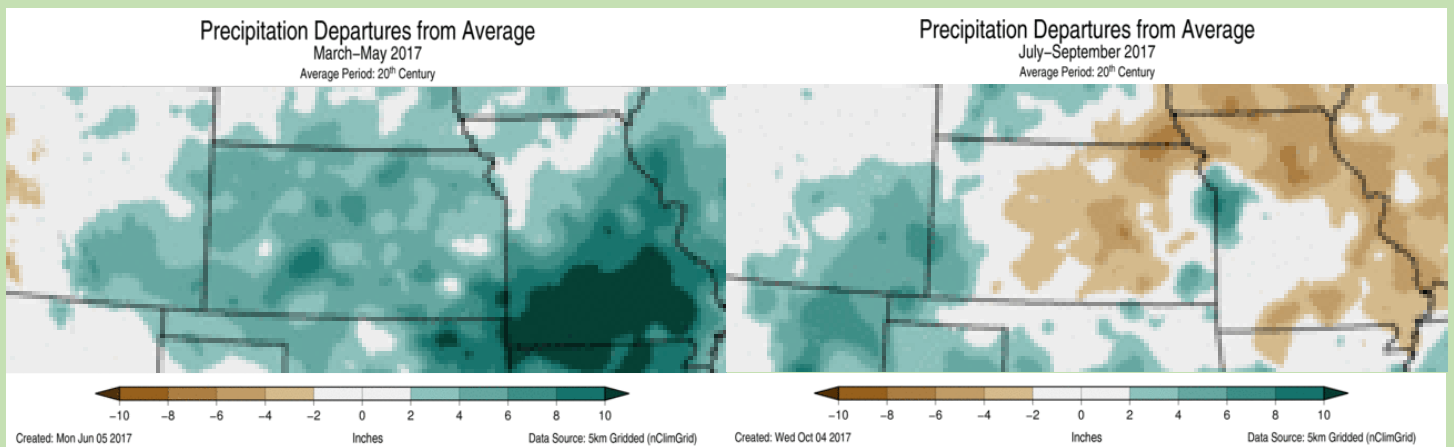 Precipitation Departures from Average
March–May 2017
Average Period: 20th Century
−10 −8 −6 −4 −2 0 2 4 6 8 10
Created: Mon Jun 05 2017 Inches Data Source: 5km Gridded (nClimGrid)
Precipitation Departures from Average
July–September 2017
Average Period: 20th Century
−10 −8 −6 −4 −2 0 2 4 6 8 10
Created: Wed Oct 04 2017 Inches Data Source: 5km Gridded (nClimGrid)